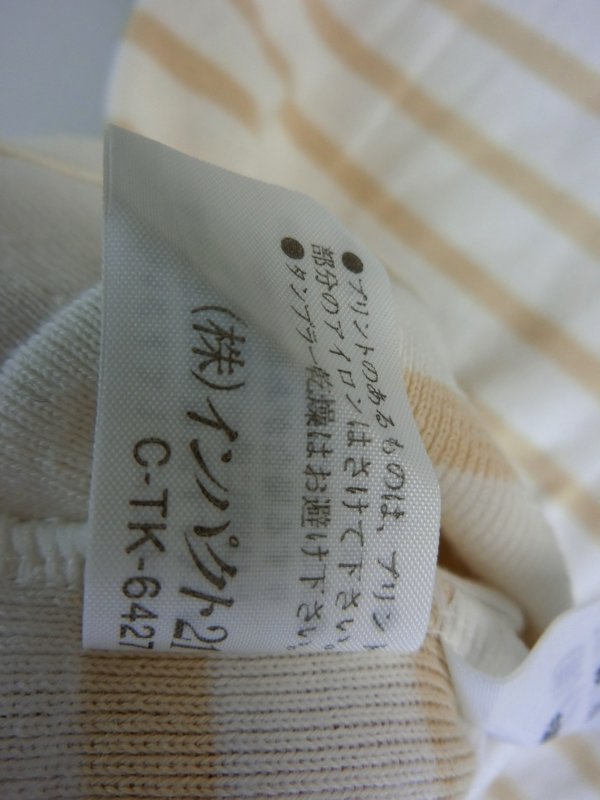 ●プリントのあるものは、プリント
部分のアイロンはさけて下さい。
●タンブラー乾燥はお避け下さい。
(株)インパクト21
C-TK-6427